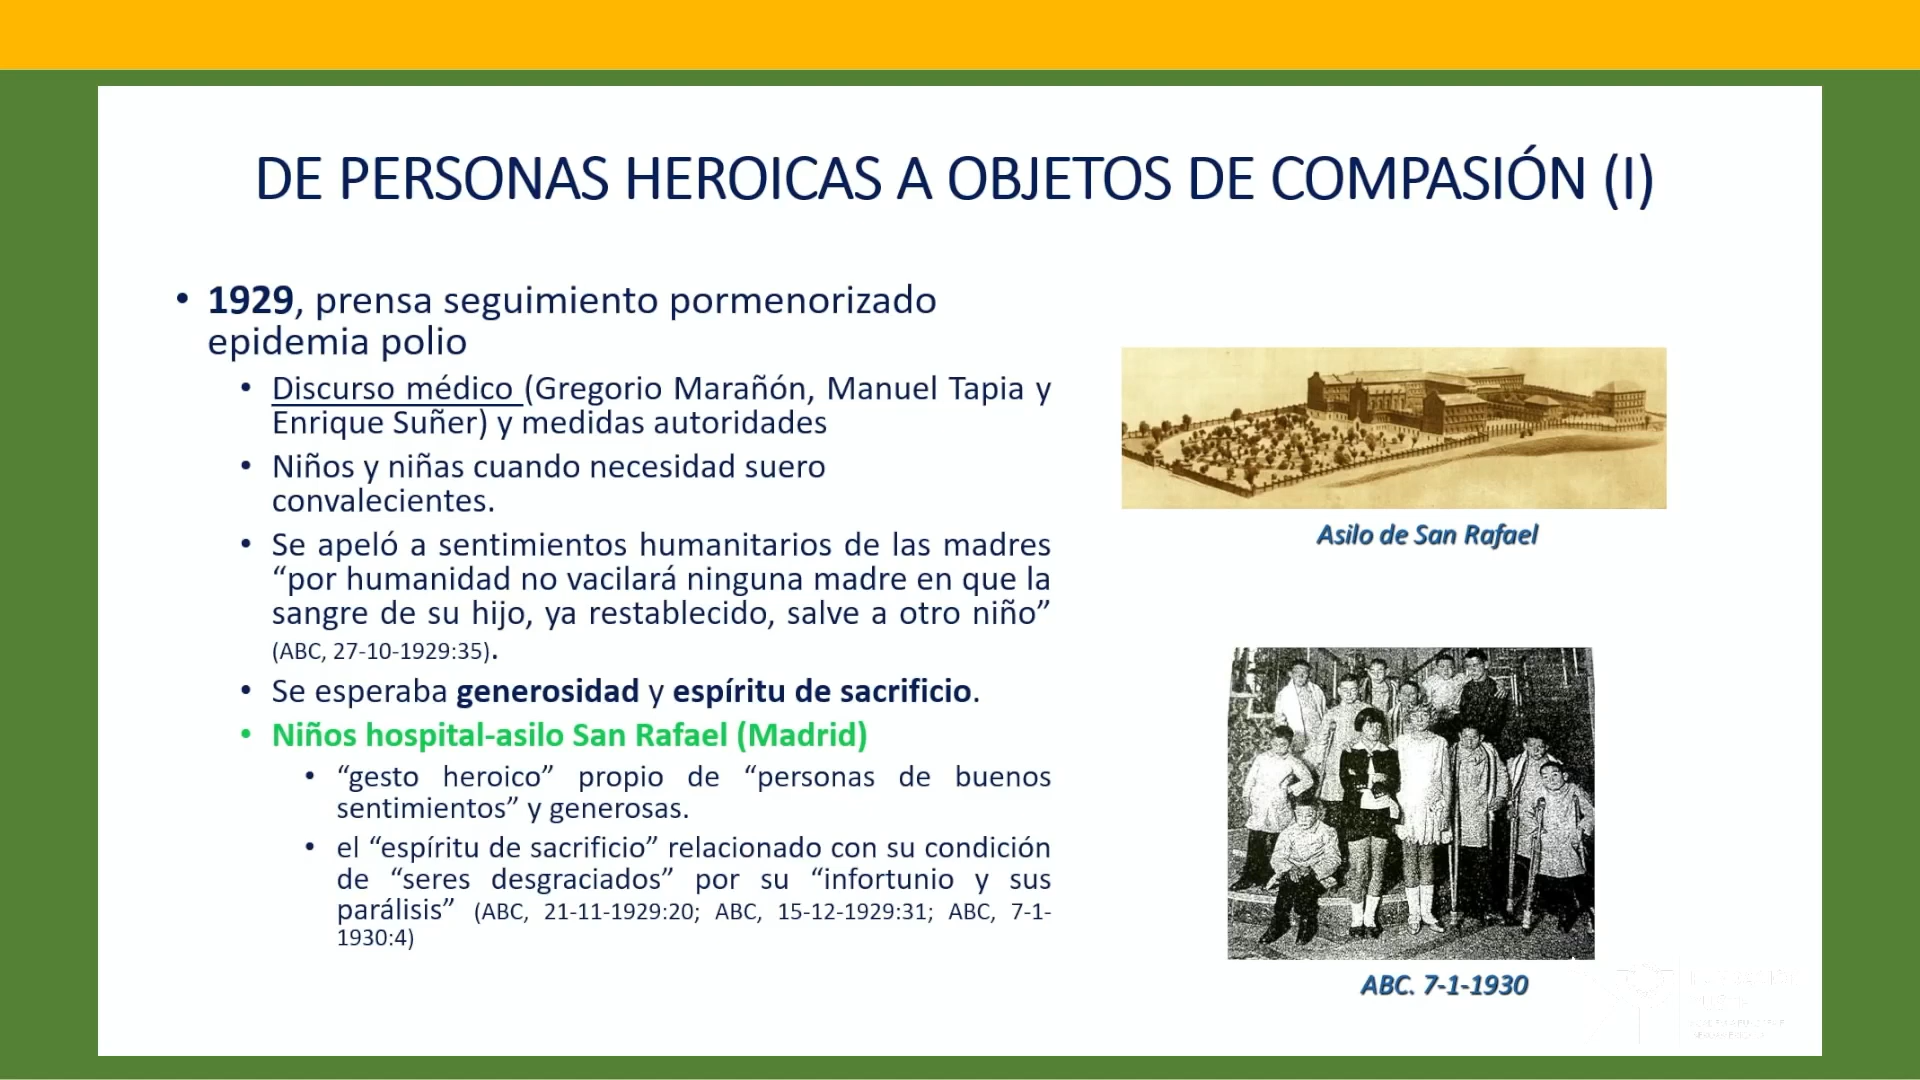 DE PERSONAS HEROICAS A OBJETOS DE COMPASIÓN (I)
• 1929, prensa seguimiento pormenorizado
epidemia polio
• Discurso médico (Gregorio Marañón, Manuel Tapia y
Enrique Suñer) y medidas autoridades
• Niños y niñas cuando necesidad suero
convalecientes.
• Se apeló a sentimientos humanitarios de las madres
“por humanidad no vacilará ninguna madre en que la
sangre de su hijo, ya restablecido, salve a otro niño”
(ABC, 27-10-1929:35).
• Se esperaba generosidad y espíritu de sacrificio.
• Niños hospital-asilo San Rafael (Madrid)
• “gesto heroico” propio de “personas de buenos
sentimientos” y generosas.
• el “espíritu de sacrificio” relacionado con su condición
de “seres desgraciados” por su “infortunio y sus
parálisis” (ABC, 21-11-1929:20; ABC, 15-12-1929:31; ABC, 7-1-
1930:4)
Asilo de San Rafael
ABC. 7-1-1930